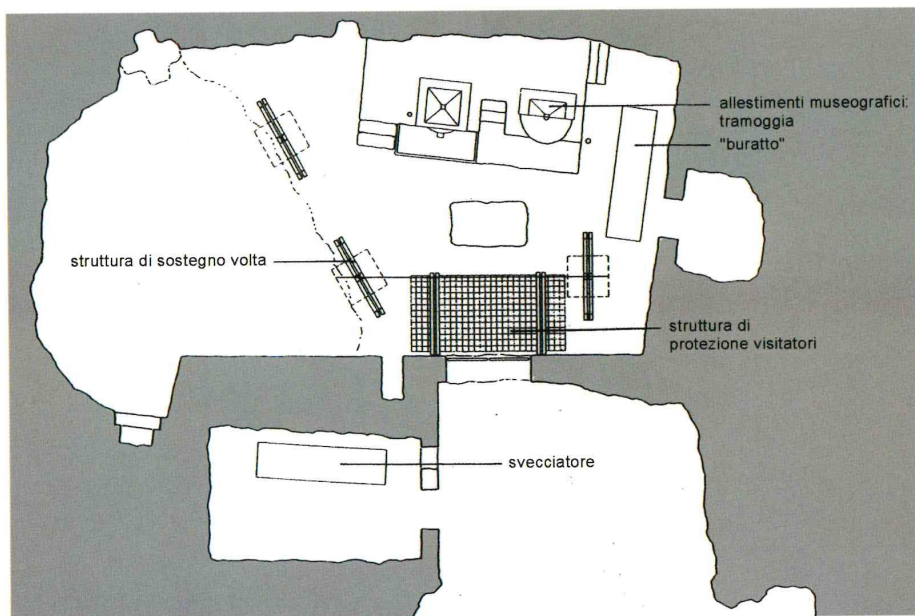 allestimenti museografici:
tramoggia
"buratto"
struttura di sostegno volta
struttura di
protezione visitatori
svecciatore